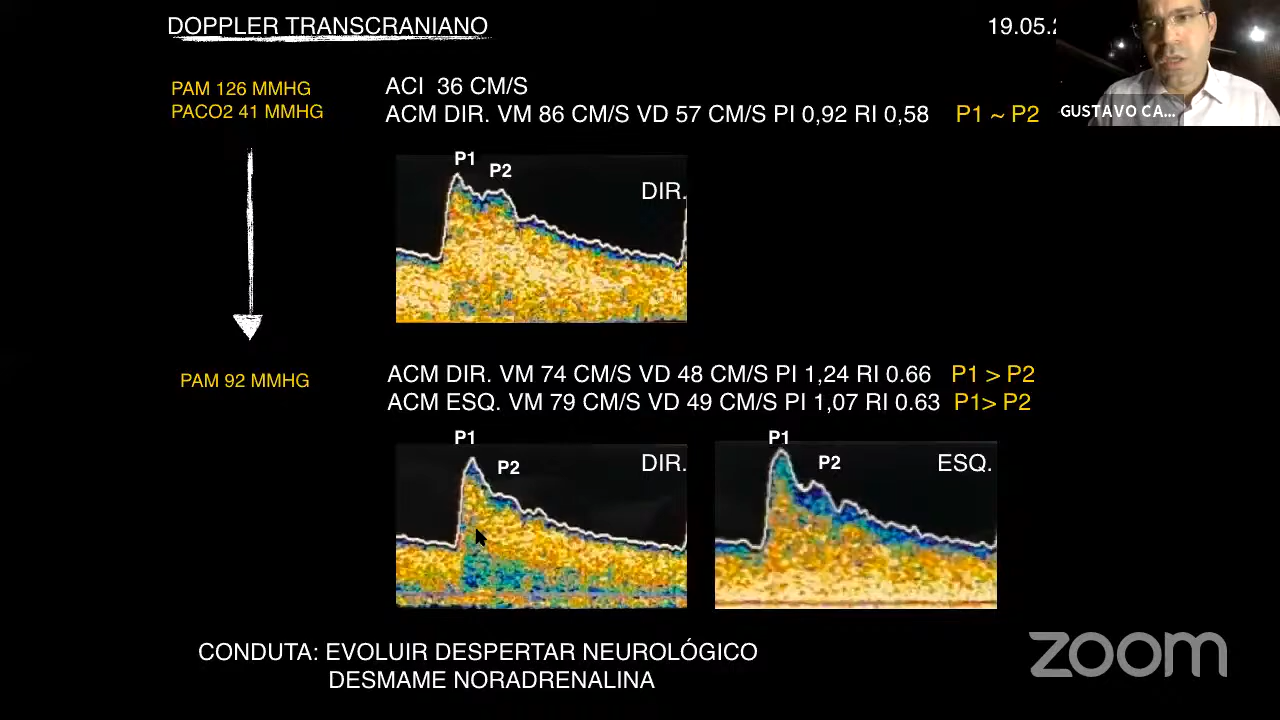 DOPPLER TRANSCRANIANO
19.05.
PAM 126 MMHG
PACO2 41 MMHG
ACI 36 CM/S
ACM DIR. VM 86 CM/S VD 57 CM/S PI 0,92 RI 0,58 P1 ~ P2
GUSTAVO CA...
P1
P2
DIR.
PAM 92 MMHG
ACM DIR. VM 74 CM/S VD 48 CM/S PI 1,24 RI 0.66 P1 > P2
ACM ESQ. VM 79 CM/S VD 49 CM/S PI 1,07 RI 0.63 P1> P2
P1
P2
DIR.
P1
P2
ESQ.
CONDUTA: EVOLUIR DESPERTAR NEUROLÓGICO
DESMAME NORADRENALINA
zoom